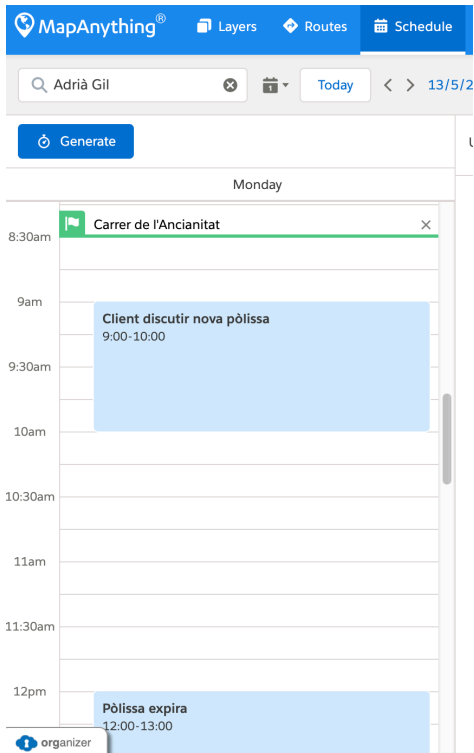 MapAnything®
Layers
Routes
Schedule
Adrià Gil
1
Today
13/5/2
Generate
Monday
Carrer de l'Ancianitat
8:30am
9am
Client discutir nova pòlissa
9:00-10:00
9:30am
10am
10:30am
11am
11:30am
12pm
Pòlissa expira
12:00-13:00
organizer